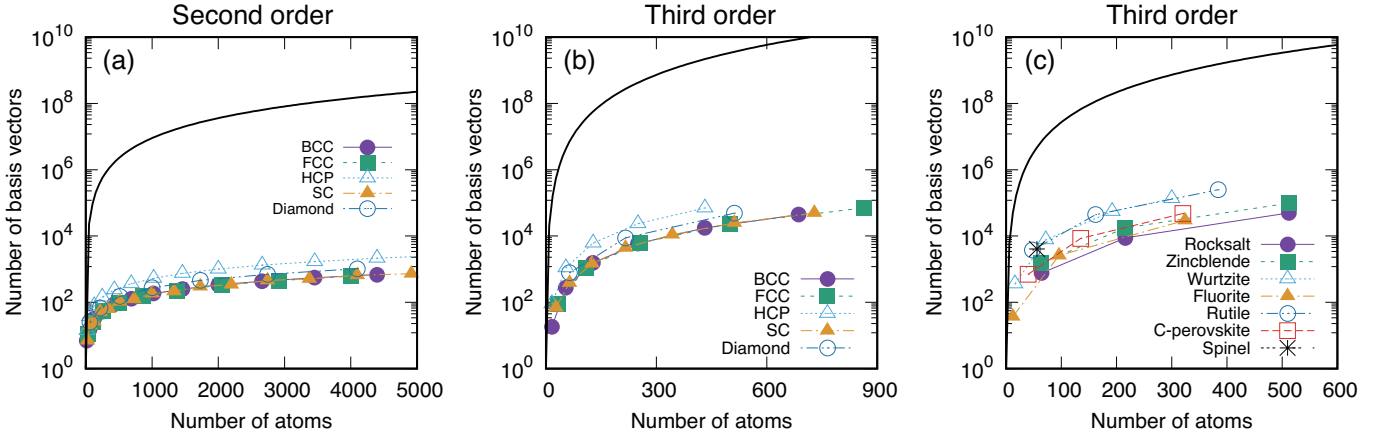 Second order
(a)
Number of basis vectors
10^10
10^8
10^6
10^4
10^2
10^0
BCC
FCC
HCP
SC
Diamond
0 1000 2000 3000 4000 5000
Number of atoms
Third order
(b)
Number of basis vectors
10^10
10^8
10^6
10^4
10^2
10^0
BCC
FCC
HCP
SC
Diamond
0 300 600 900
Number of atoms
Third order
(c)
Number of basis vectors
10^10
10^8
10^6
10^4
10^2
10^0
Rocksalt
Zincblende
Wurtzite
Fluorite
Rutile
C-perovskite
Spinel
0 100 200 300 400 500 600
Number of atoms